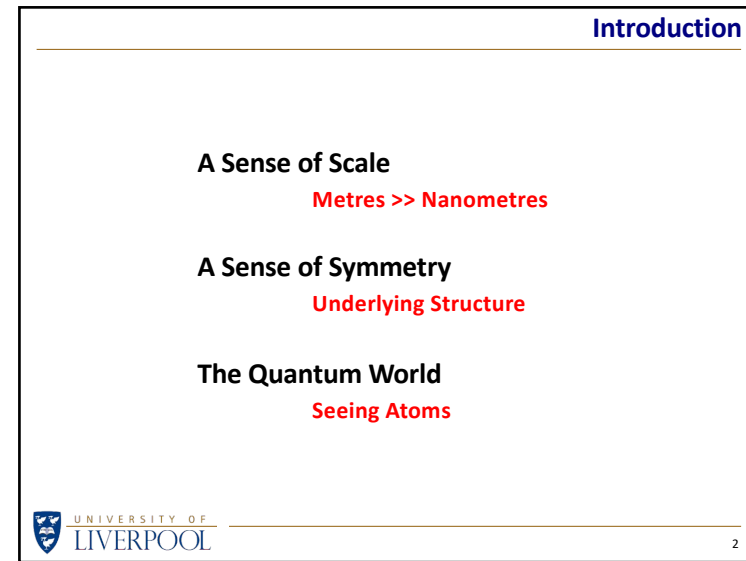 Introduction
A Sense of Scale
Metres >> Nanometres
A Sense of Symmetry
Underlying Structure
The Quantum World
Seeing Atoms
UNIVERSITY OF
LIVERPOOL
2